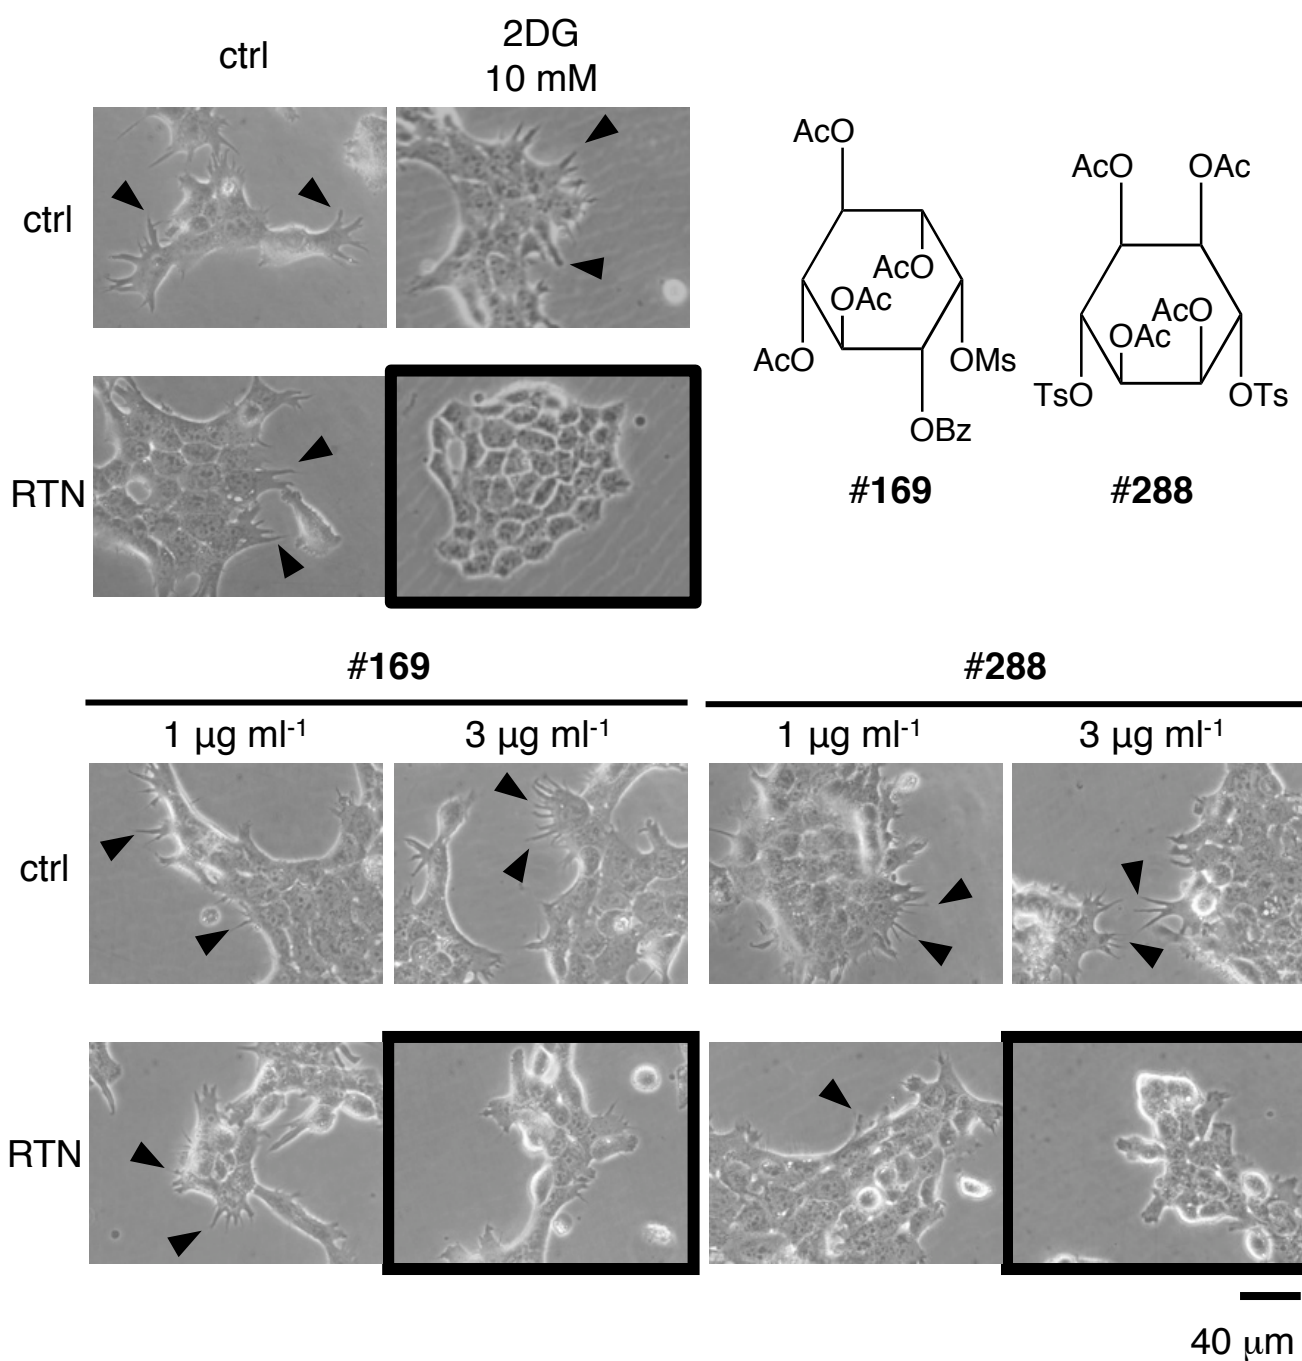 ctrl
2DG
10 mM
ctrl
RTN
AcO
AcO
OAc
AcO
OMs
OBz
#169
AcO
OAc
AcO
OAc
TsO
OTs
#288
#169
#288
1 µg ml-1
3 µg ml-1
1 µg ml-1
3 µg ml-1
ctrl
RTN
40 µm